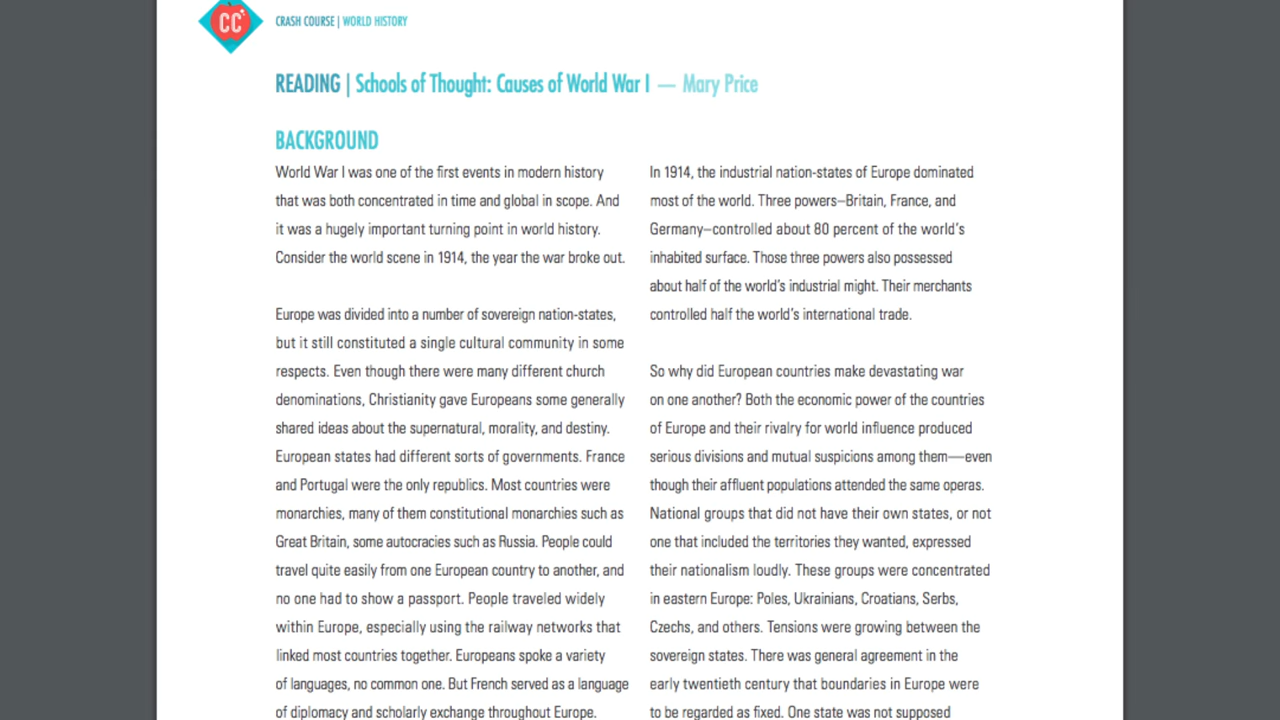 CC
CRASH COURSE | WORLD HISTORY
READING | Schools of Thought: Causes of World War I — Mary Price
BACKGROUND
World War I was one of the first events in modern history
that was both concentrated in time and global in scope. And
it was a hugely important turning point in world history.
Consider the world scene in 1914, the year the war broke out.
Europe was divided into a number of sovereign nation-states,
but it still constituted a single cultural community in some
respects. Even though there were many different church
denominations, Christianity gave Europeans some generally
shared ideas about the supernatural, morality, and destiny.
European states had different sorts of governments. France
and Portugal were the only republics. Most countries were
monarchies, many of them constitutional monarchies such as
Great Britain, some autocracies such as Russia. People could
travel quite easily from one European country to another, and
no one had to show a passport. People traveled widely
within Europe, especially using the railway networks that
linked most countries together. Europeans spoke a variety
of languages, no common one. But French served as a language
of diplomacy and scholarly exchange throughout Europe.
In 1914, the industrial nation-states of Europe dominated
most of the world. Three powers–Britain, France, and
Germany–controlled about 80 percent of the world's
inhabited surface. Those three powers also possessed
about half of the world's industrial might. Their merchants
controlled half the world's international trade.
So why did European countries make devastating war
on one another? Both the economic power of the countries
of Europe and their rivalry for world influence produced
serious divisions and mutual suspicions among them—even
though their affluent populations attended the same operas.
National groups that did not have their own states, or not
one that included the territories they wanted, expressed
their nationalism loudly. These groups were concentrated
in eastern Europe: Poles, Ukrainians, Croatians, Serbs,
Czechs, and others. Tensions were growing between the
sovereign states. There was general agreement in the
early twentieth century that boundaries in Europe were
to be regarded as fixed. One state was not supposed